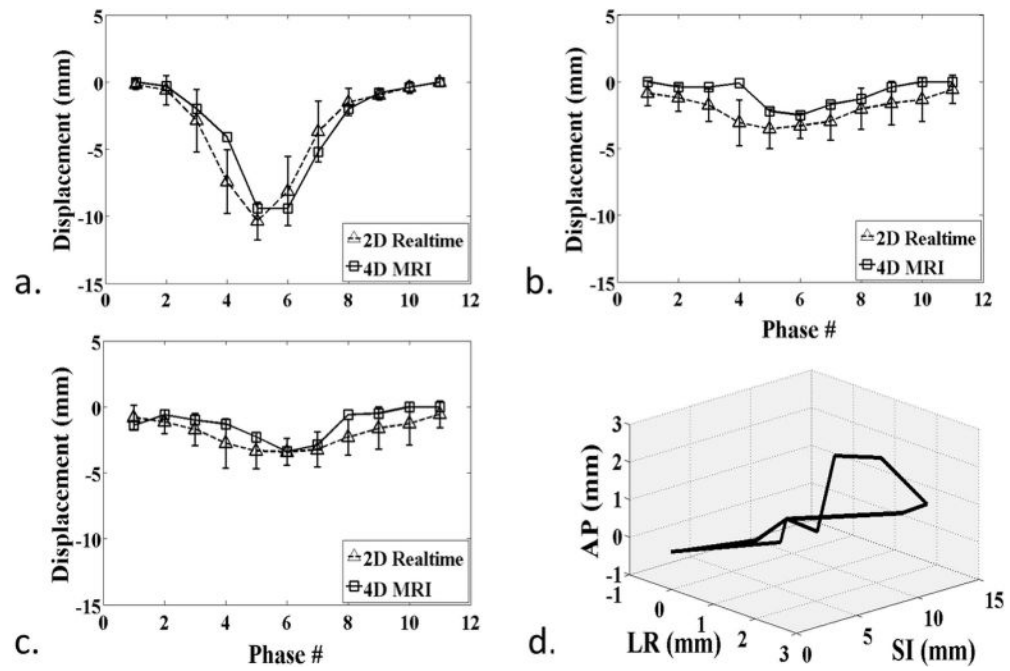 5
0
-5
-10
-15
0 2 4 6 8 10 12
Displacement (mm)
2D Realtime
4D MRI
a.
5
0
-5
-10
-15
0 2 4 6 8 10 12
Displacement (mm)
Phase #
2D Realtime
4D MRI
b.
5
0
-5
-10
-15
0 2 4 6 8 10 12
Displacement (mm)
Phase #
2D Realtime
4D MRI
c.
3
2
1
0
-1
AP (mm)
-1 0 1 2 3
LR (mm)
0 5 10 15
SI (mm)
d.